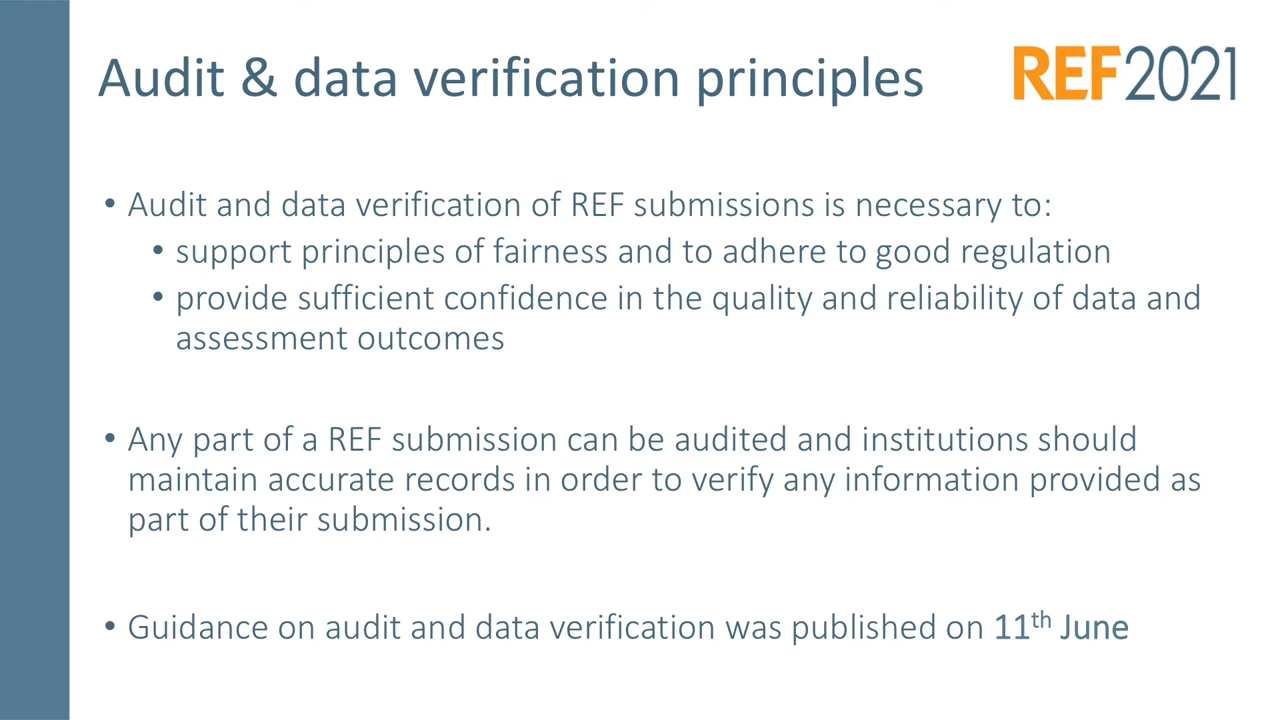 Audit & data verification principles
REF2021
• Audit and data verification of REF submissions is necessary to:
• support principles of fairness and to adhere to good regulation
• provide sufficient confidence in the quality and reliability of data and
assessment outcomes
• Any part of a REF submission can be audited and institutions should
maintain accurate records in order to verify any information provided as
part of their submission.
• Guidance on audit and data verification was published on 11th June